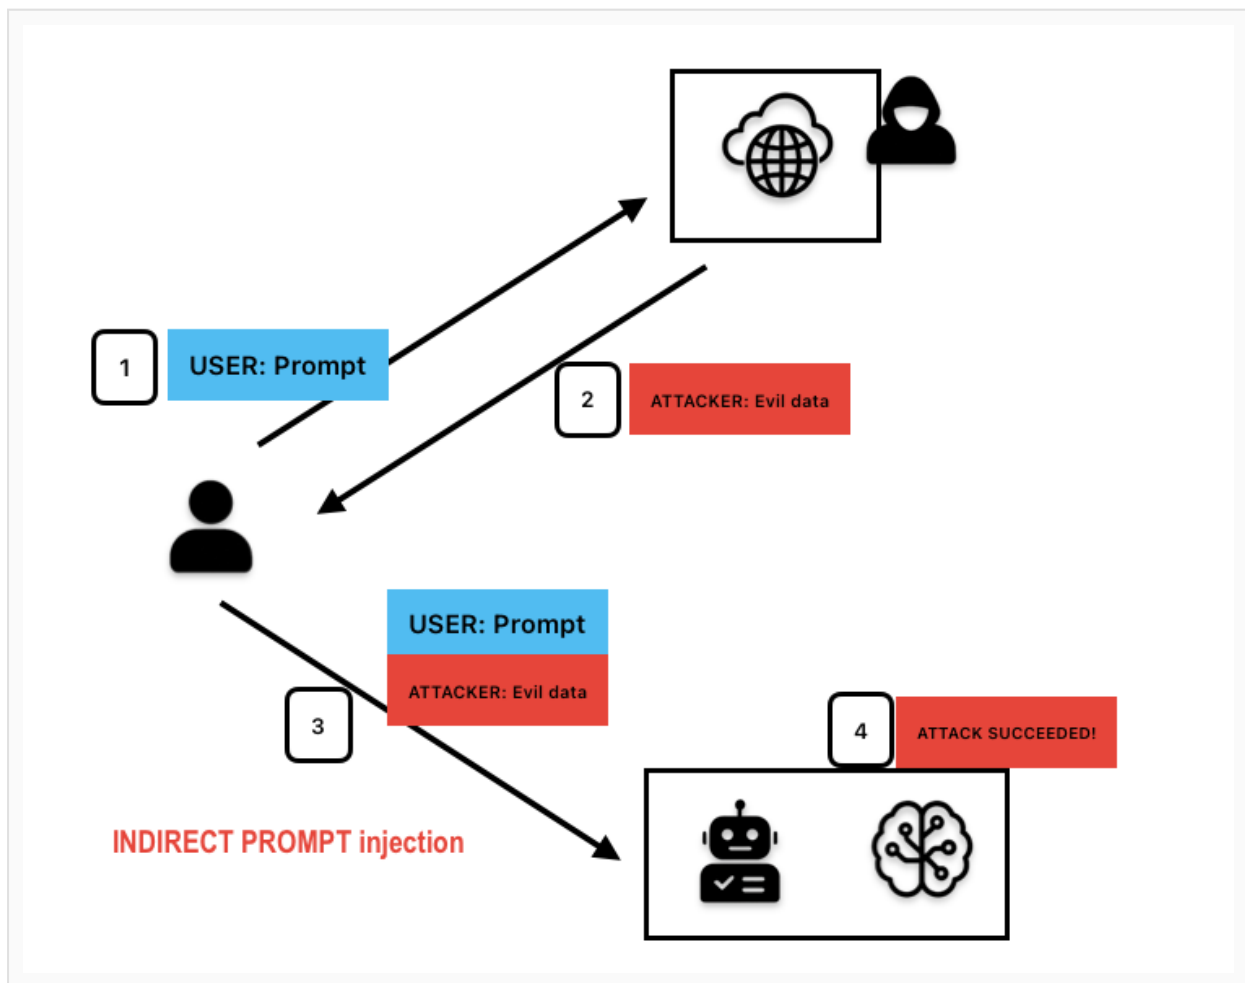 1
USER: Prompt
2
ATTACKER: Evil data
USER: Prompt
ATTACKER: Evil data
3
4
ATTACK SUCCEEDED!
INDIRECT PROMPT injection